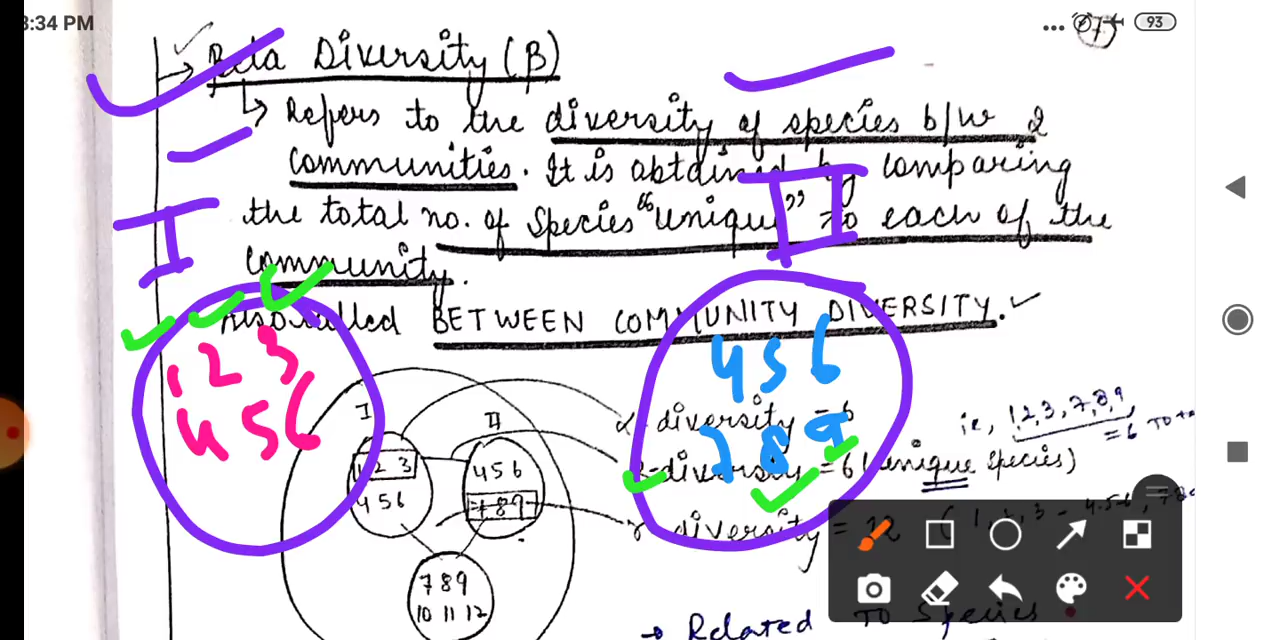 3:34 PM
93
Beta Diversity (β)
Refers to the diversity of species b/w 2
communities. It is obtained by comparing
the total no. of species "unique" to each of the
community.
Also called BETWEEN COMMUNITY DIVERSITY.
I
II
1 2 3
4 5 6
4 5 6
7 8 9
I
II
1 2 3
4 5 6
4 5 6
7 8 9
7 8 9
10 11 12
α-diversity = 6
β-diversity = 6 (unique species)
γ diversity = 12
ie, 1,2,3,7,8,9
= 6
→ Related To Species